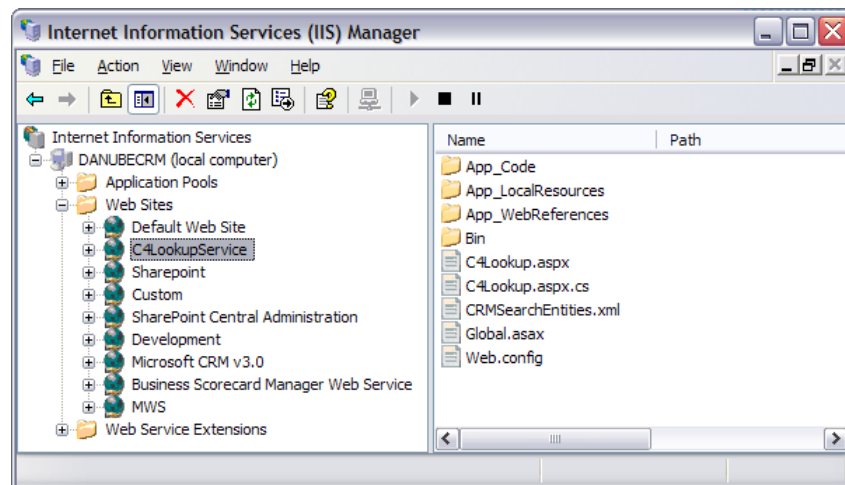 Internet Information Services (IIS) Manager
File Action View Window Help
Internet Information Services
DANUBECRM (local computer)
Application Pools
Web Sites
Default Web Site
C4LookupService
Sharepoint
Custom
SharePoint Central Administration
Development
Microsoft CRM v3.0
Business Scorecard Manager Web Service
MWS
Web Service Extensions
Name Path
App_Code
App_LocalResources
App_WebReferences
Bin
C4Lookup.aspx
C4Lookup.aspx.cs
CRMSearchEntities.xml
Global.asax
Web.config